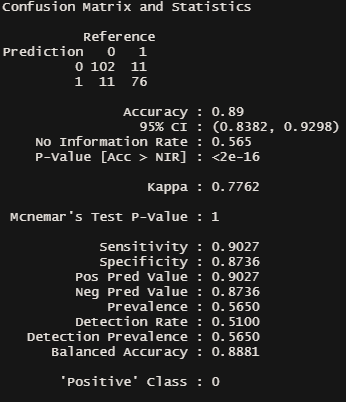 Confusion Matrix and Statistics
Reference
Prediction 0 1
0 102 11
1 11 76
Accuracy : 0.89
95% CI : (0.8382, 0.9298)
No Information Rate : 0.565
P-Value [Acc > NIR] : <2e-16
Kappa : 0.7762
Mcnemar's Test P-Value : 1
Sensitivity : 0.9027
Specificity : 0.8736
Pos Pred Value : 0.9027
Neg Pred Value : 0.8736
Prevalence : 0.5650
Detection Rate : 0.5100
Detection Prevalence : 0.5650
Balanced Accuracy : 0.8881
'Positive' Class : 0